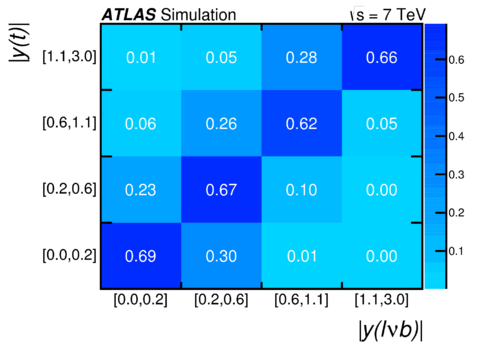 ATLAS Simulation √s = 7 TeV
|y(t)|
[1.1,3.0] 0.01 0.05 0.28 0.66
[0.6,1.1] 0.06 0.26 0.62 0.05
[0.2,0.6] 0.23 0.67 0.10 0.00
[0.0,0.2] 0.69 0.30 0.01 0.00
[0.0,0.2] [0.2,0.6] [0.6,1.1] [1.1,3.0]
|y(lνb)|
0.6
0.5
0.4
0.3
0.2
0.1